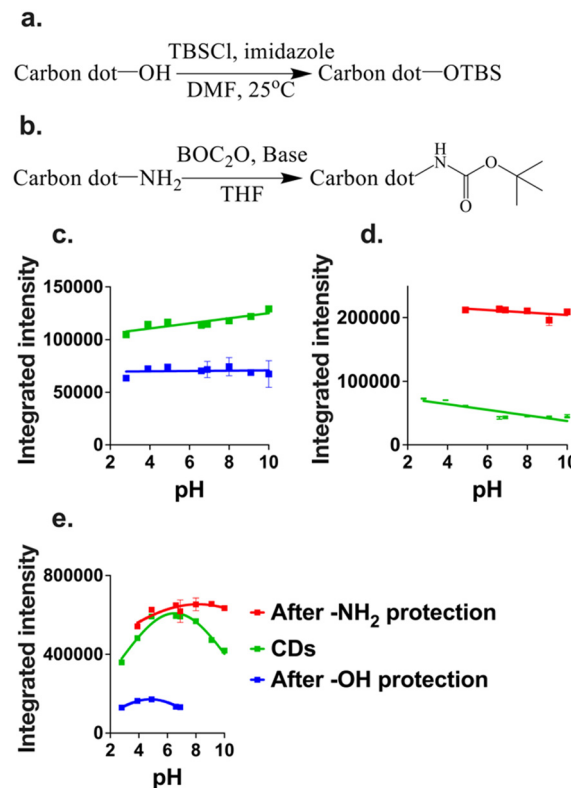 a.
TBSCl, imidazole
Carbon dot—OH
Carbon dot—OTBS
DMF, 25°C
b.
BOC₂O, Base
Carbon dot—NH₂
Carbon dot
H
N
O
O
THF
c.
Integrated intensity
150000
100000
50000
0
2 4 6 8 10
pH
d.
Integrated intensity
200000
100000
0
2 4 6 8 10
pH
e.
Integrated intensity
800000
400000
0
2 4 6 8 10
pH
After -NH₂ protection
CDs
After -OH protection